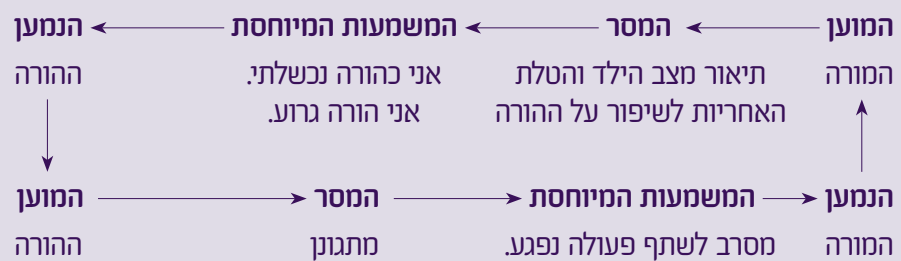 המוען המסר המשמעות המיוחסת הנמען
המורה תיאור מצב הילד והטלת אני כהורה נכשלתי. ההורה
האחריות לשיפור על ההורה אני הורה גרוע.
הנמען המשמעות המיוחסת המסר המוען
המורה מסרב לשתף פעולה נפגע. מתגונן ההורה